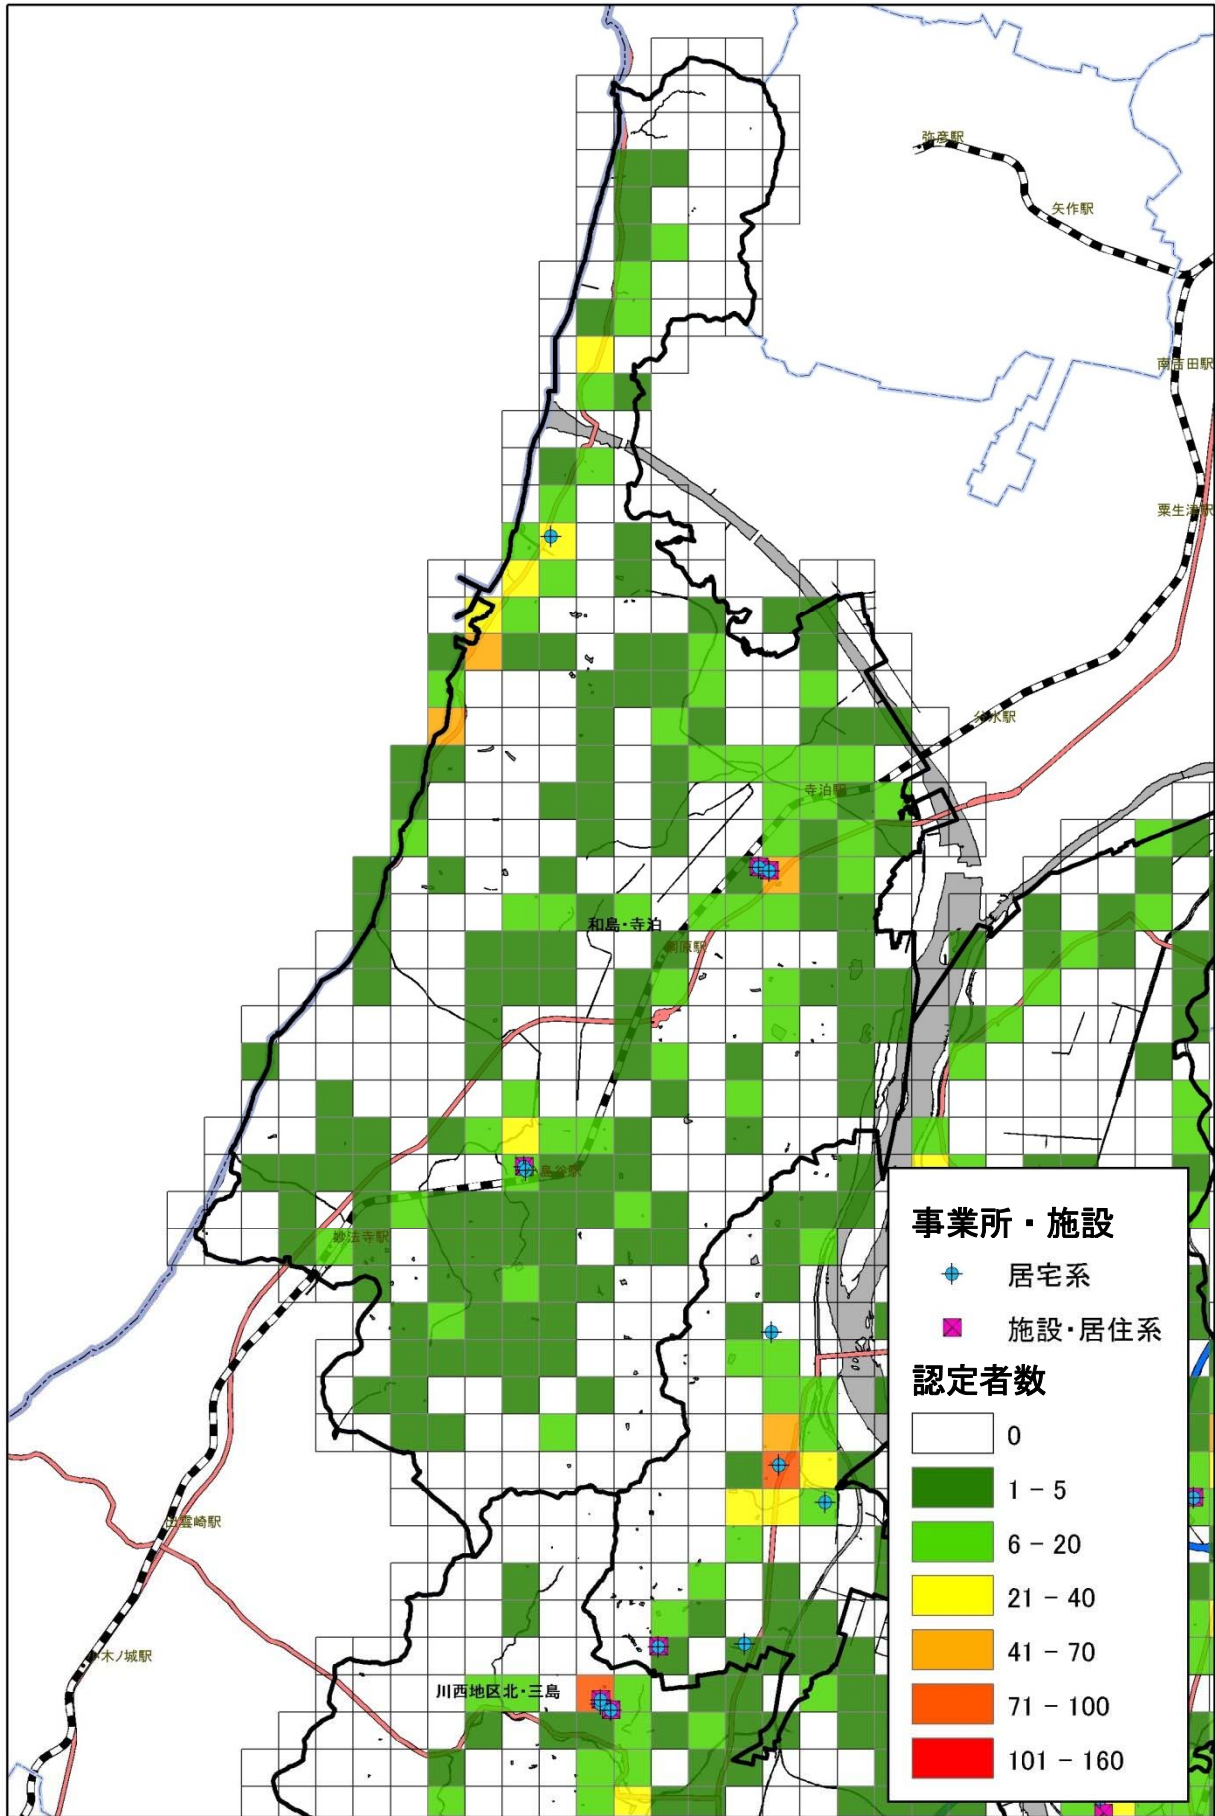 弥彦駅
矢作駅
南吉田駅
粟生津駅
分水駅
寺泊駅
和島・寺泊
桐原駅
小島谷駅
妙法寺駅
出雲崎駅
小木ノ城駅
川西地区北・三島
事業所・施設
居宅系
施設・居住系
認定者数
0
1 - 5
6 - 20
21 - 40
41 - 70
71 - 100
101 - 160